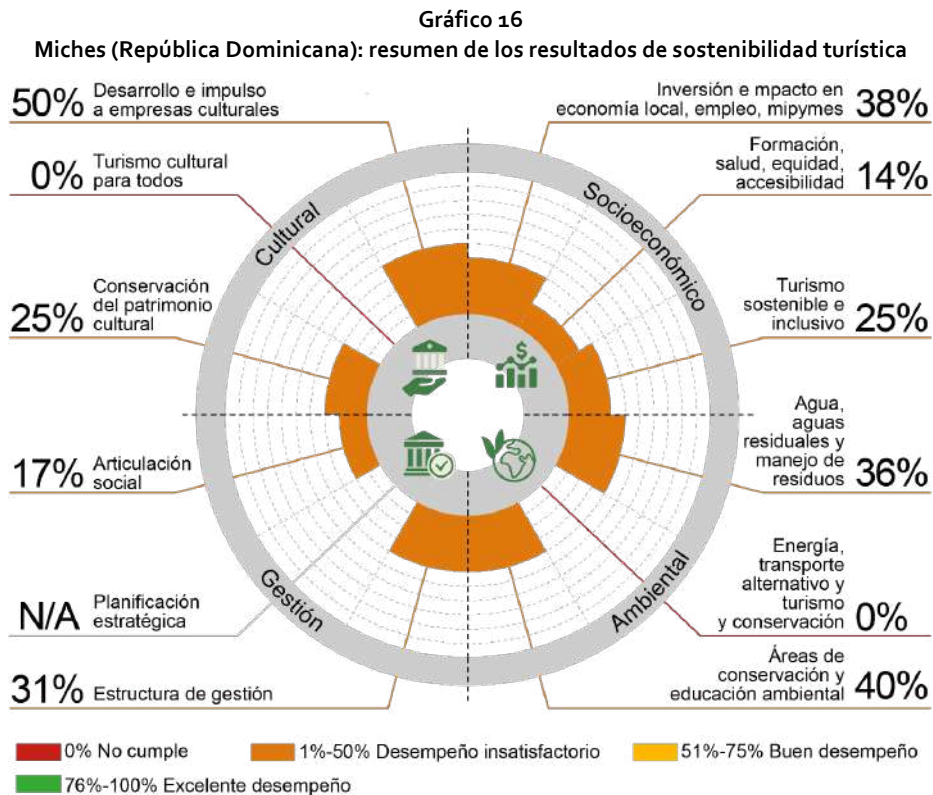 Gráfico 16
Miches (República Dominicana): resumen de los resultados de sostenibilidad turística
50%
Desarrollo e impulso
a empresas culturales
0%
Turismo cultural
para todos
25%
Conservación
del patrimonio
cultural
17%
Articulación
social
N/A
Planificación
estratégica
31%
Estructura de gestión
Inversión e mpacto en
economía local, empleo, mipymes
38%
Formación,
salud, equidad,
accesibilidad
14%
Turismo
sostenible e
inclusivo
25%
Agua,
aguas
residuales y
manejo de
residuos
36%
Energía,
transporte
alternativo y
turismo
y conservación
0%
Áreas de
conservación y
educación ambiental
40%
Cultural
Socioeconómico
Gestión
Ambiental
$
0% No cumple
1%-50% Desempeño insatisfactorio
51%-75% Buen desempeño
76%-100% Excelente desempeño